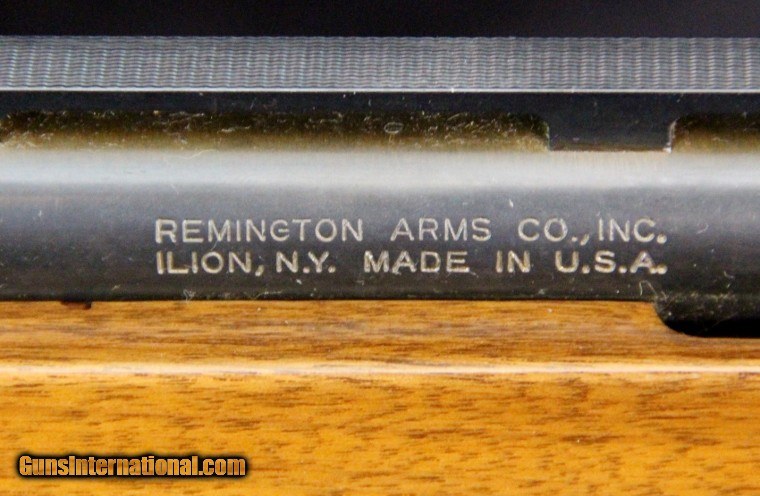 REMINGTON ARMS CO., INC.
ILION, N.Y. MADE IN U.S.A.
GunsInternational.com